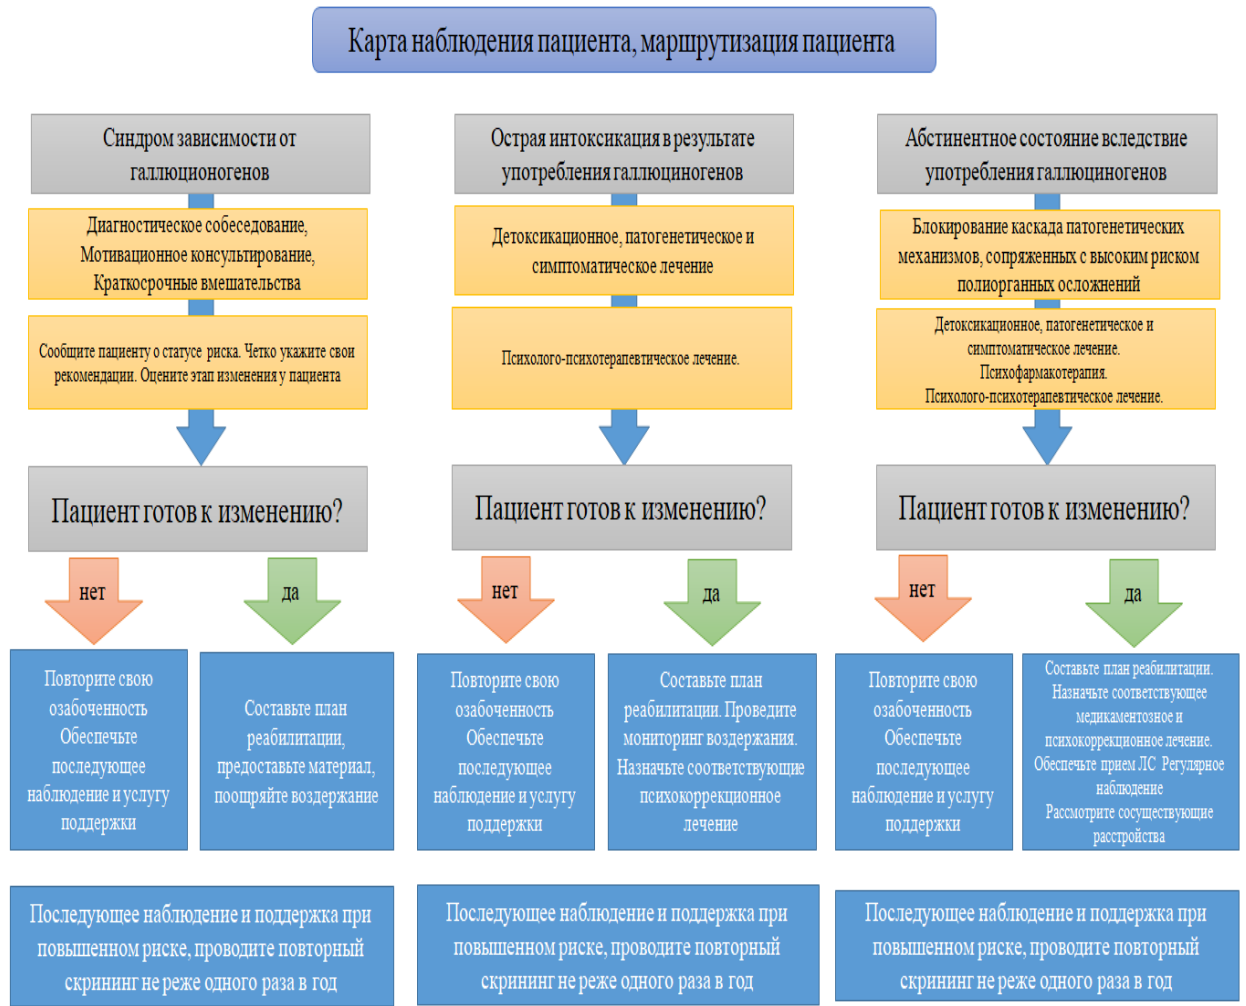 Карта наблюдения пациента, маршрутизация пациента
Синдром зависимости от
галлюционогенов
Диагностическое собеседование,
Мотивационное консультирование,
Краткосрочные вмешательства
Сообщите пациенту о статусе риска. Четко укажите свои
рекомендации. Оцените этап изменения у пациента
Пациент готов к изменению?
нет
да
Повторите свою
озабоченность
Обеспечьте
последующее
наблюдение и услугу
поддержки
Составьте план
реабилитации,
предоставьте материал,
поощряйте воздержание
Последующее наблюдение и поддержка при
повышенном риске, проводите повторный
скрининг не реже одного раза в год
Острая интоксикация в результате
употребления галлюциногенов
Детоксикационное, патогенетическое и
симптоматическое лечение
Психолого-психотерапевтическое лечение.
Пациент готов к изменению?
нет
да
Повторите свою
озабоченность
Обеспечьте
последующее
наблюдение и услугу
поддержки
Составьте план
реабилитации. Проведите
мониторинг воздержания.
Назначьте соответствующие
психокоррекционное
лечение
Последующее наблюдение и поддержка при
повышенном риске, проводите повторный
скрининг не реже одного раза в год
Абстинентное состояние вследствие
употребления галлюциногенов
Блокирование каскада патогенетических
механизмов, сопряженных с высоким риском
полиорганных осложнений
Детоксикационное, патогенетическое и
симптоматическое лечение.
Психофармакотерапия.
Психолого-психотерапевтическое лечение.
Пациент готов к изменению?
нет
да
Повторите свою
озабоченность
Обеспечьте
последующее
наблюдение и услугу
поддержки
Составьте план реабилитации.
Назначьте соответствующее
медикаментозное и
психокоррекционное лечение.
Обеспечьте прием ЛС Регулярное
наблюдение
Рассмотрите сосуществующие
расстройства
Последующее наблюдение и поддержка при
повышенном риске, проводите повторный
скрининг не реже одного раза в год